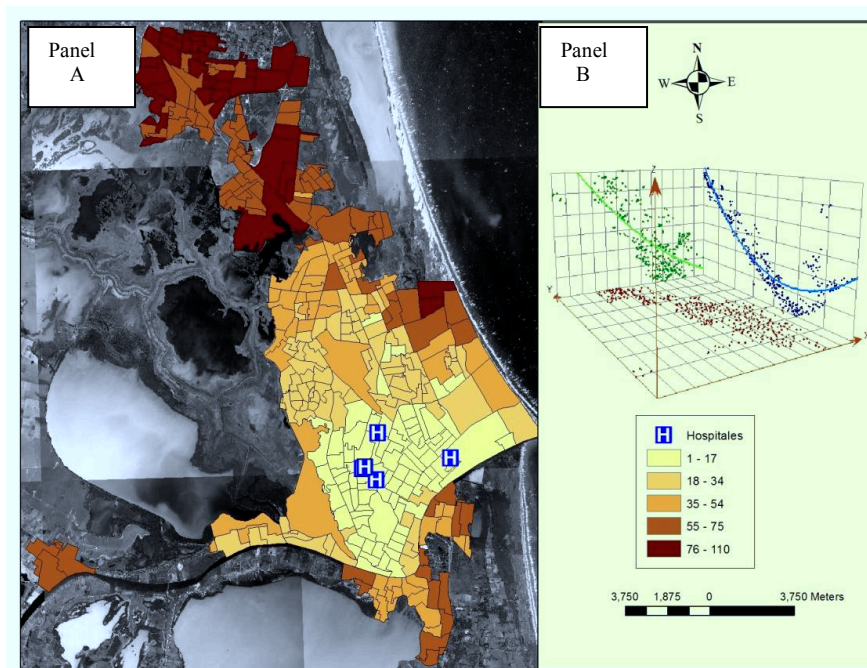 Panel
A
Panel
B
N
W
E
S
Z
Y
X
H
H
H
H
H Hospitales
1 - 17
18 - 34
35 - 54
55 - 75
76 - 110
3,750 1,875 0 3,750 Meters